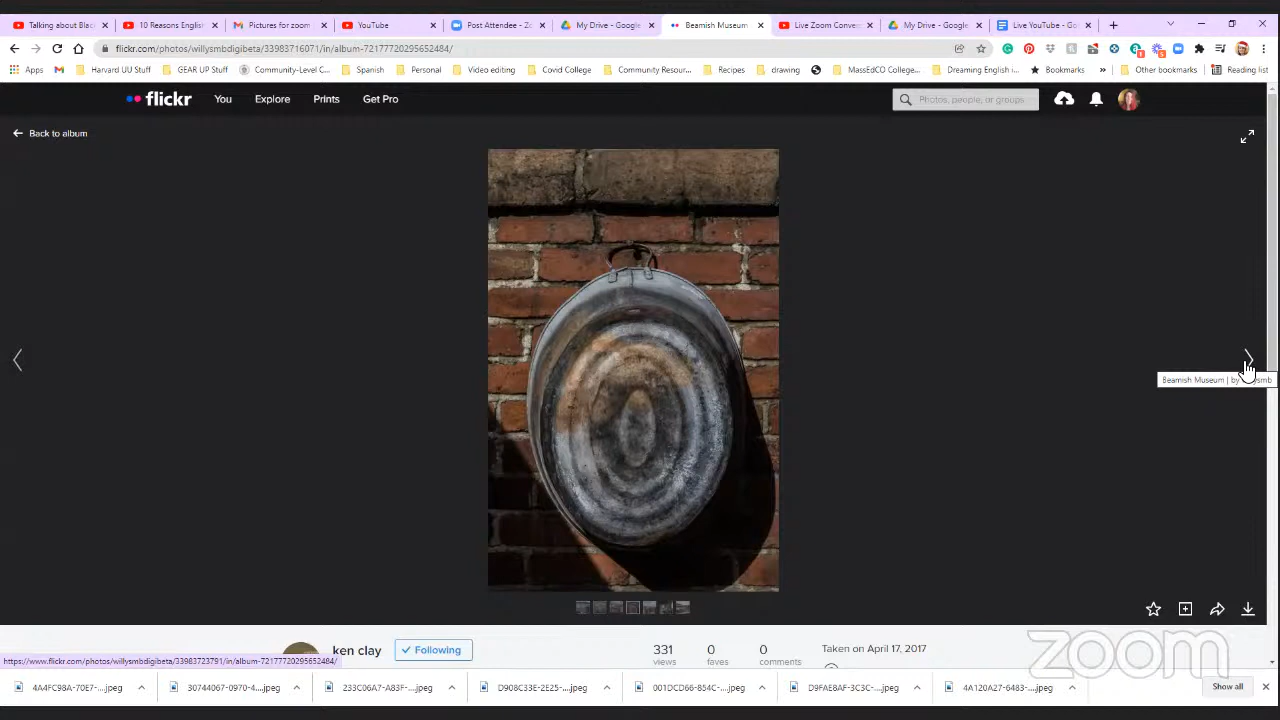 Talking about Blac
10 Reasons English
Pictures for zoom
YouTube
Post Attendee - Zo
My Drive - Google
Beamish Museum
Live Zoom Conver
My Drive - Google
Live YouTube - Go
flickr.com/photos/willysmbdigibeta/33983716071/in/album-72177720295652484/
Apps
Harvard UU Stuff
GEAR UP Stuff
Community-Level C...
Spanish
Personal
Video editing
Covid College
Community Resour...
Recipes
drawing
MassEdCO College...
Dreaming English i...
Bookmarks
»
Other bookmarks
Reading list
flickr
You
Explore
Prints
Get Pro
Photos, people, or groups
Back to album
Beamish Museum | by
ken clay
Following
331
views
0
faves
0
comments
Taken on April 17, 2017
https://www.flickr.com/photos/willysmbdigibeta/33983723791/in/album-72177720295652484/
zoom
4A4FC98A-70E7-....jpeg
30744067-0970-4....jpeg
233C06A7-A83F-....jpeg
D9086C3E-2E25-....jpeg
001DCD66-854C-....jpeg
D9FAE8AF-3C3C-....jpeg
4A120A27-6483-....jpeg
Show all